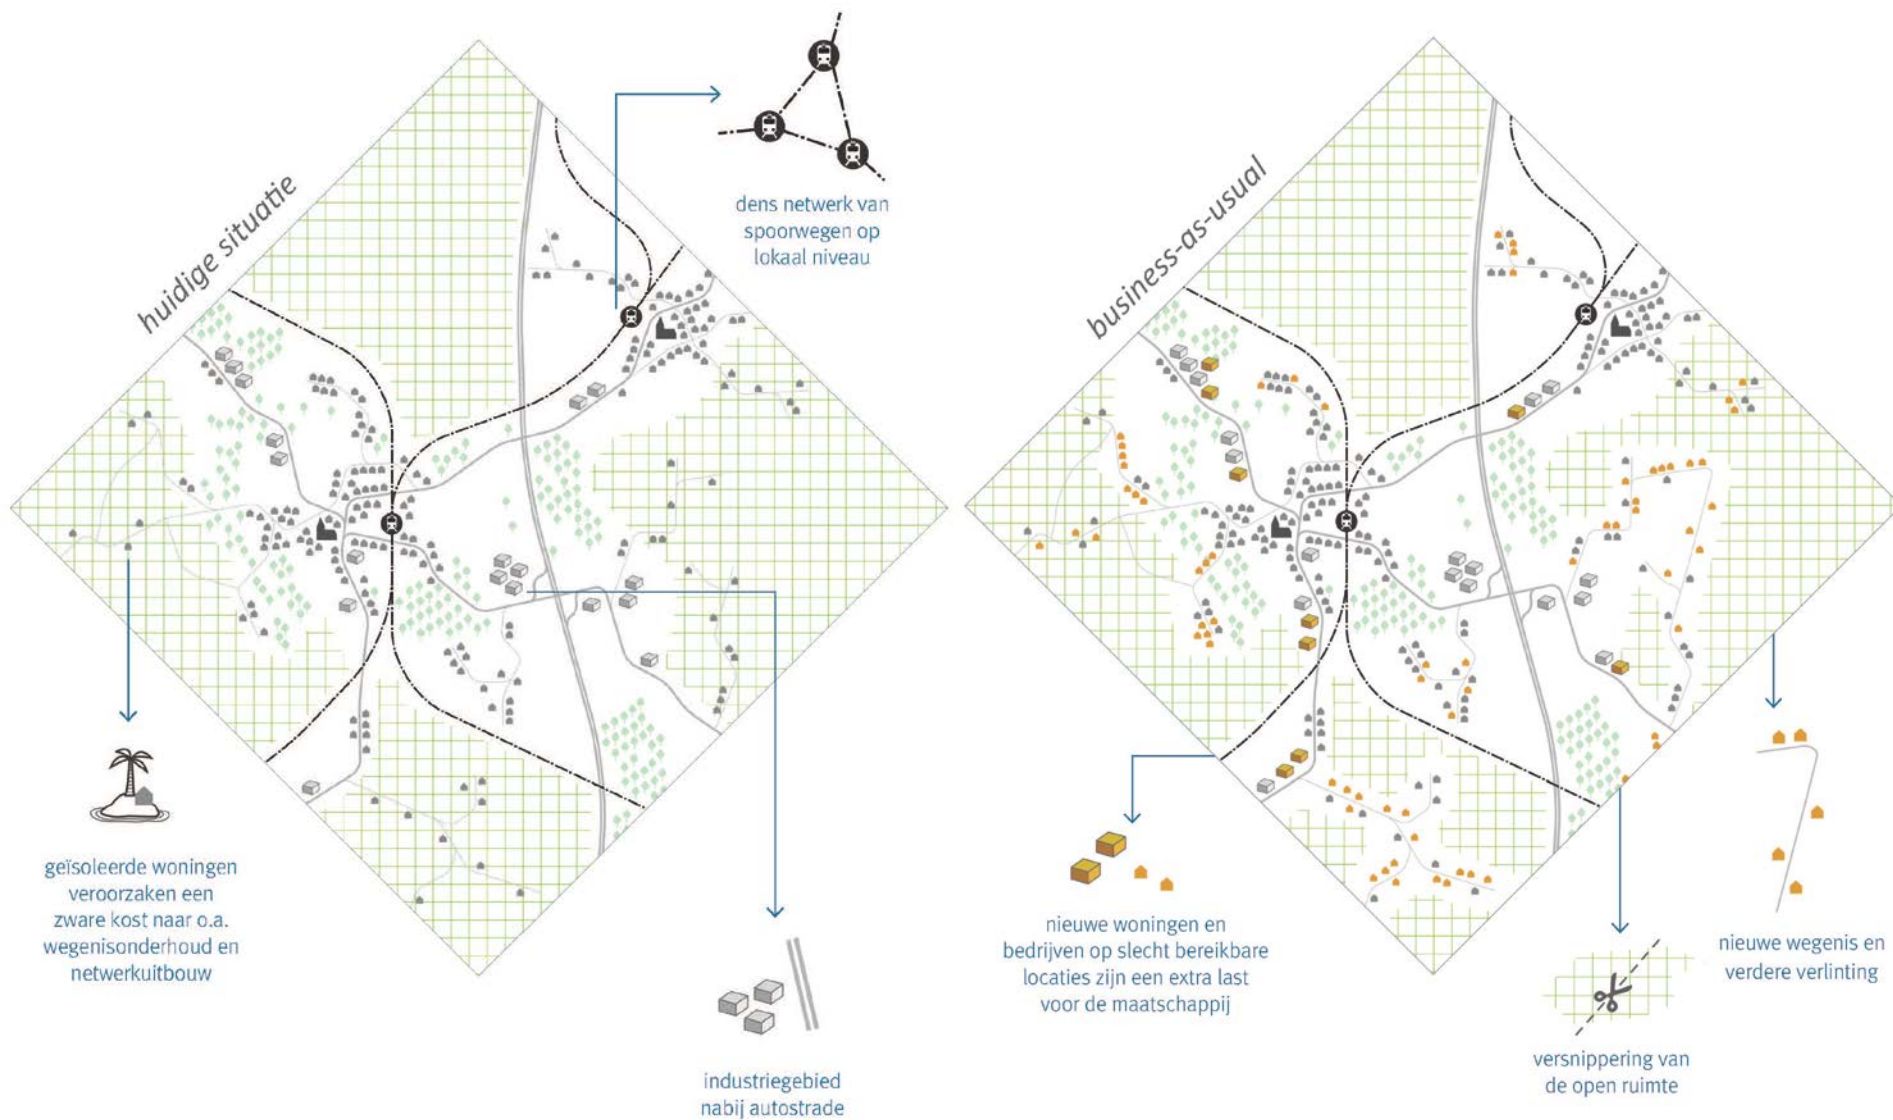 huidige situatie
dens netwerk van
spoorwegen op
lokaal niveau
geïsoleerde woningen
veroorzaken een
zware kost naar o.a.
wegenisonderhoud en
netwerkuitbouw
industriegebied
nabij autostrade
business-as-usual
nieuwe woningen en
bedrijven op slecht bereikbare
locaties zijn een extra last
voor de maatschappij
versnippering van
de open ruimte
nieuwe wegenis en
verdere verlinting